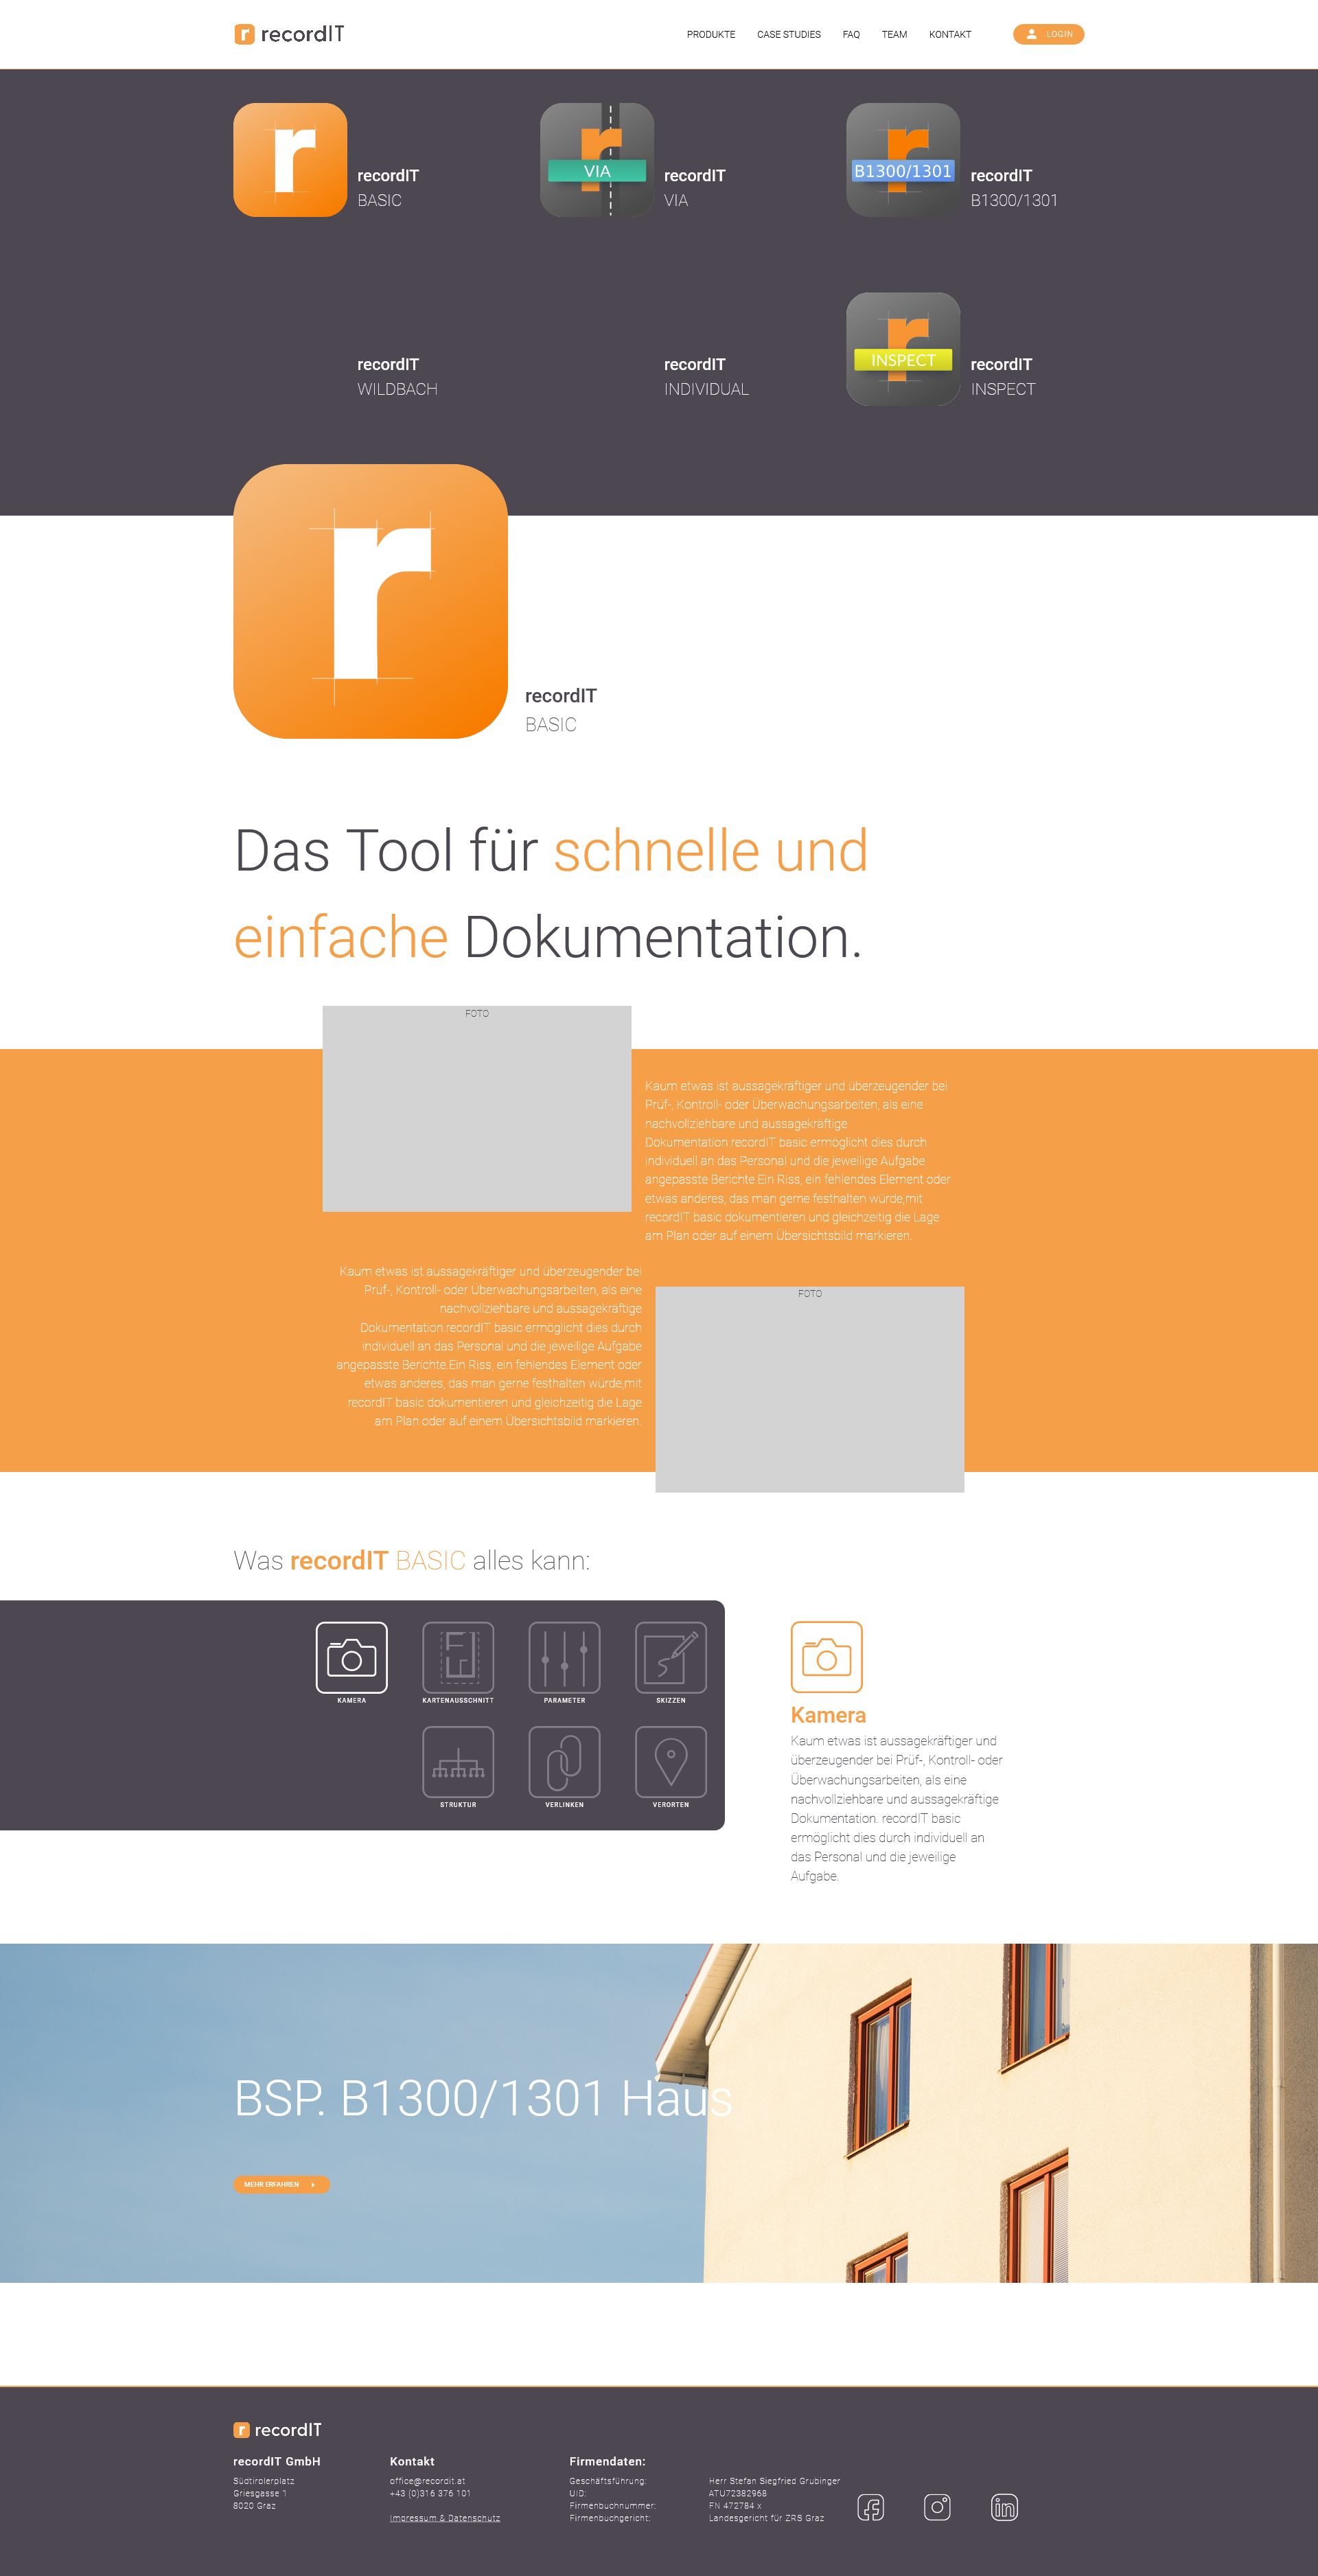 recordIT
PRODUKTE CASE STUDIES FAQ TEAM KONTAKT LOGIN
recordIT
BASIC
VIA
recordIT
VIA
B1300/1301
recordIT
B1300/1301
recordIT
WILDBACH
recordIT
INDIVIDUAL
INSPECT
recordIT
INSPECT
recordIT
BASIC
Das Tool für schnelle und
einfache Dokumentation.
FOTO
Kaum etwas ist aussagekräftiger und überzeugender bei
Prüf-, Kontroll- oder Überwachungsarbeiten, als eine
nachvollziehbare und aussagekräftige
Dokumentation.recordIT basic ermöglicht dies durch
individuell an das Personal und die jeweilige Aufgabe
angepasste Berichte.Ein Riss, ein fehlendes Element oder
etwas anderes, das man gerne festhalten würde,mit
recordIT basic dokumentieren und gleichzeitig die Lage
am Plan oder auf einem Übersichtsbild markieren.
Kaum etwas ist aussagekräftiger und überzeugender bei
Prüf-, Kontroll- oder Überwachungsarbeiten, als eine
nachvollziehbare und aussagekräftige
Dokumentation.recordIT basic ermöglicht dies durch
individuell an das Personal und die jeweilige Aufgabe
angepasste Berichte.Ein Riss, ein fehlendes Element oder
etwas anderes, das man gerne festhalten würde,mit
recordIT basic dokumentieren und gleichzeitig die Lage
am Plan oder auf einem Übersichtsbild markieren.
FOTO
Was recordIT BASIC alles kann:
KAMERA KARTENAUSSCHNITT PARAMETER SKIZZEN
STRUKTUR VERLINKEN VERORTEN
Kamera
Kaum etwas ist aussagekräftiger und
überzeugender bei Prüf-, Kontroll- oder
Überwachungsarbeiten, als eine
nachvollziehbare und aussagekräftige
Dokumentation. recordIT basic
ermöglicht dies durch individuell an
das Personal und die jeweilige
Aufgabe.
BSP. B1300/1301 Haus
MEHR ERFAHREN
recordIT
recordIT GmbH
Südtirolerplatz
Griesgasse 1
8020 Graz
Kontakt
office@recordit.at
+43 (0)316 376 101
Impressum & Datenschutz
Firmendaten:
Geschäftsführung: Herr Stefan Siegfried Grubinger
UID: ATU72382968
Firmenbuchnummer: FN 472784 x
Firmenbuchgericht: Landesgericht für ZRS Graz